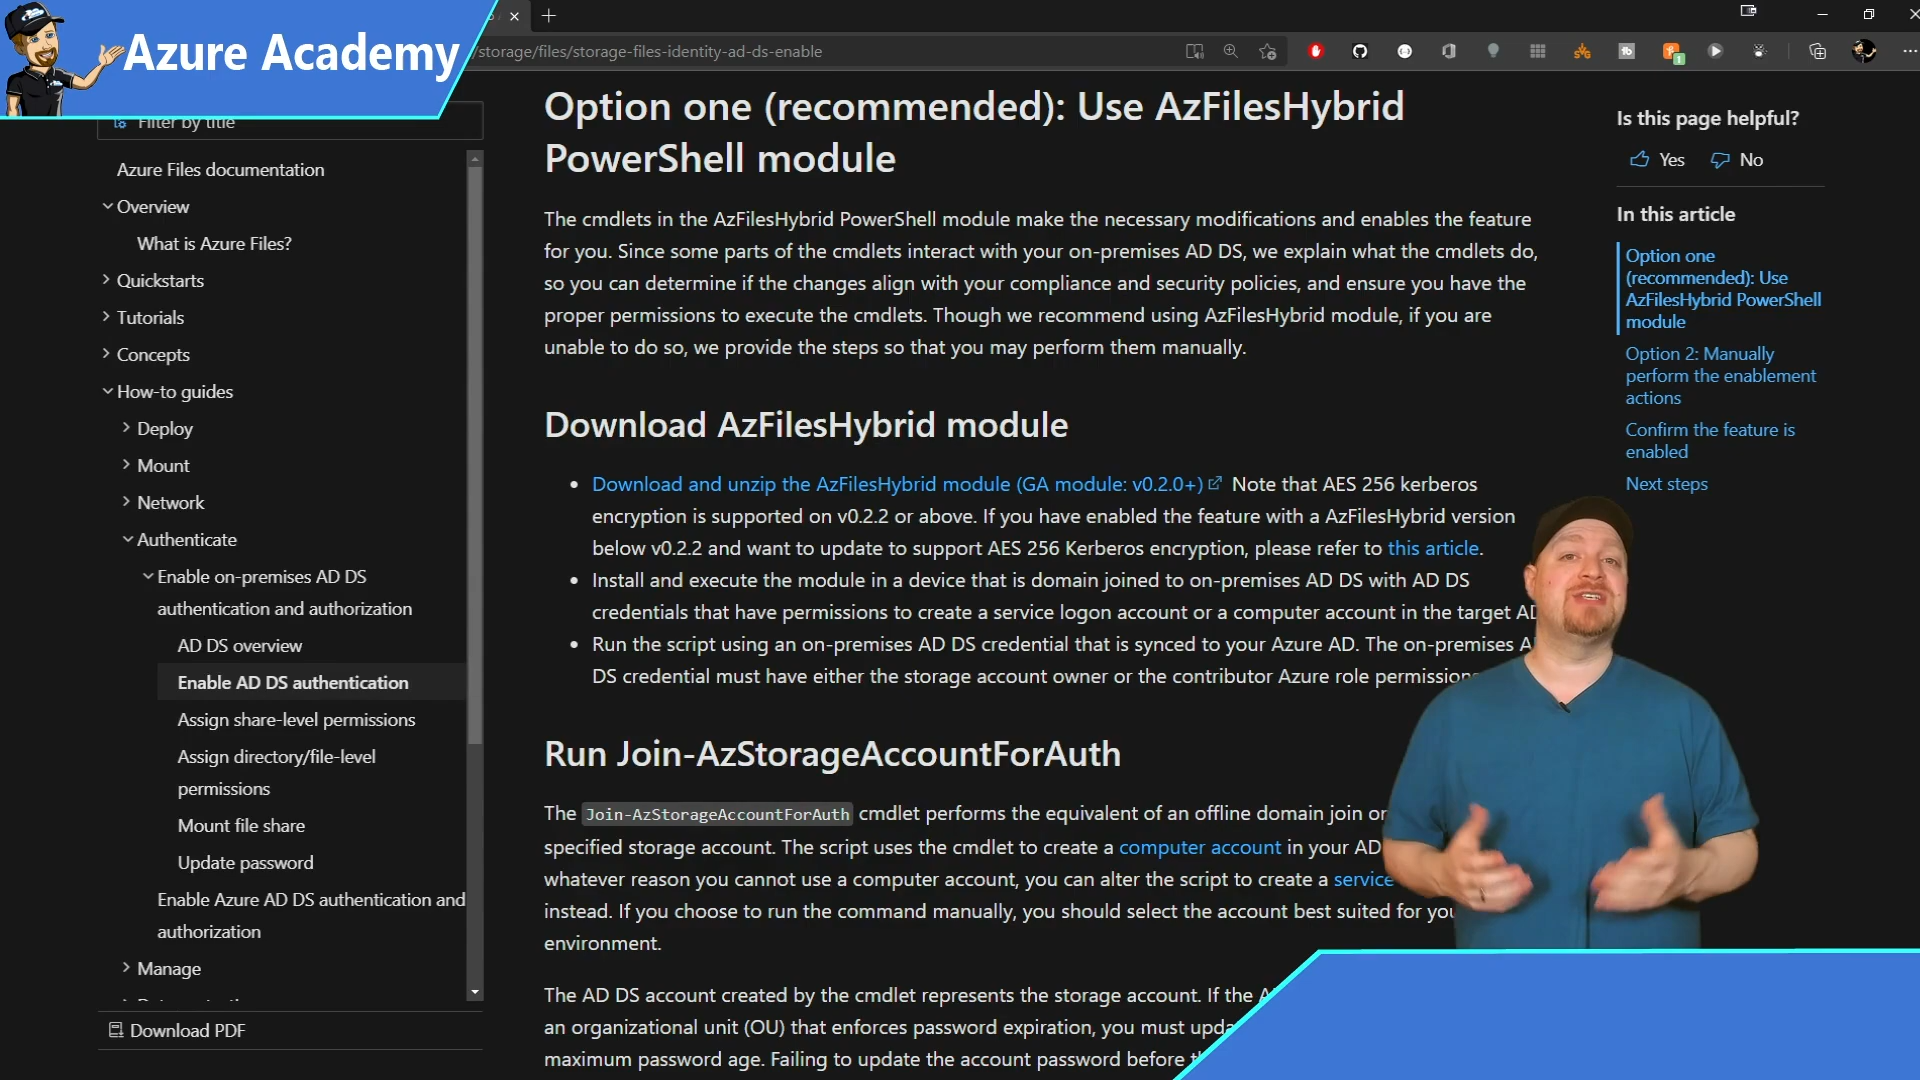 Azure Academy
/storage/files/storage-files-identity-ad-ds-enable
1
Filter by title
Azure Files documentation
Overview
What is Azure Files?
Quickstarts
Tutorials
Concepts
How-to guides
Deploy
Mount
Network
Authenticate
Enable on-premises AD DS
authentication and authorization
AD DS overview
Enable AD DS authentication
Assign share-level permissions
Assign directory/file-level
permissions
Mount file share
Update password
Enable Azure AD DS authentication and
authorization
Manage
Download PDF
Option one (recommended): Use AzFilesHybrid
PowerShell module
The cmdlets in the AzFilesHybrid PowerShell module make the necessary modifications and enables the feature
for you. Since some parts of the cmdlets interact with your on-premises AD DS, we explain what the cmdlets do,
so you can determine if the changes align with your compliance and security policies, and ensure you have the
proper permissions to execute the cmdlets. Though we recommend using AzFilesHybrid module, if you are
unable to do so, we provide the steps so that you may perform them manually.
Download AzFilesHybrid module
• Download and unzip the AzFilesHybrid module (GA module: v0.2.0+) Note that AES 256 kerberos
encryption is supported on v0.2.2 or above. If you have enabled the feature with a AzFilesHybrid version
below v0.2.2 and want to update to support AES 256 Kerberos encryption, please refer to this article.
• Install and execute the module in a device that is domain joined to on-premises AD DS with AD DS
credentials that have permissions to create a service logon account or a computer account in the target AD
• Run the script using an on-premises AD DS credential that is synced to your Azure AD. The on-premises
DS credential must have either the storage account owner or the contributor Azure role permissions
Run Join-AzStorageAccountForAuth
The Join-AzStorageAccountForAuth cmdlet performs the equivalent of an offline domain join
specified storage account. The script uses the cmdlet to create a computer account in your AD
whatever reason you cannot use a computer account, you can alter the script to create a service
instead. If you choose to run the command manually, you should select the account best suited for
environment.
The AD DS account created by the cmdlet represents the storage account. If the
an organizational unit (OU) that enforces password expiration, you must
maximum password age. Failing to update the account password before
Is this page helpful?
Yes No
In this article
Option one
(recommended): Use
AzFilesHybrid PowerShell
module
Option 2: Manually
perform the enablement
actions
Confirm the feature is
enabled
Next steps